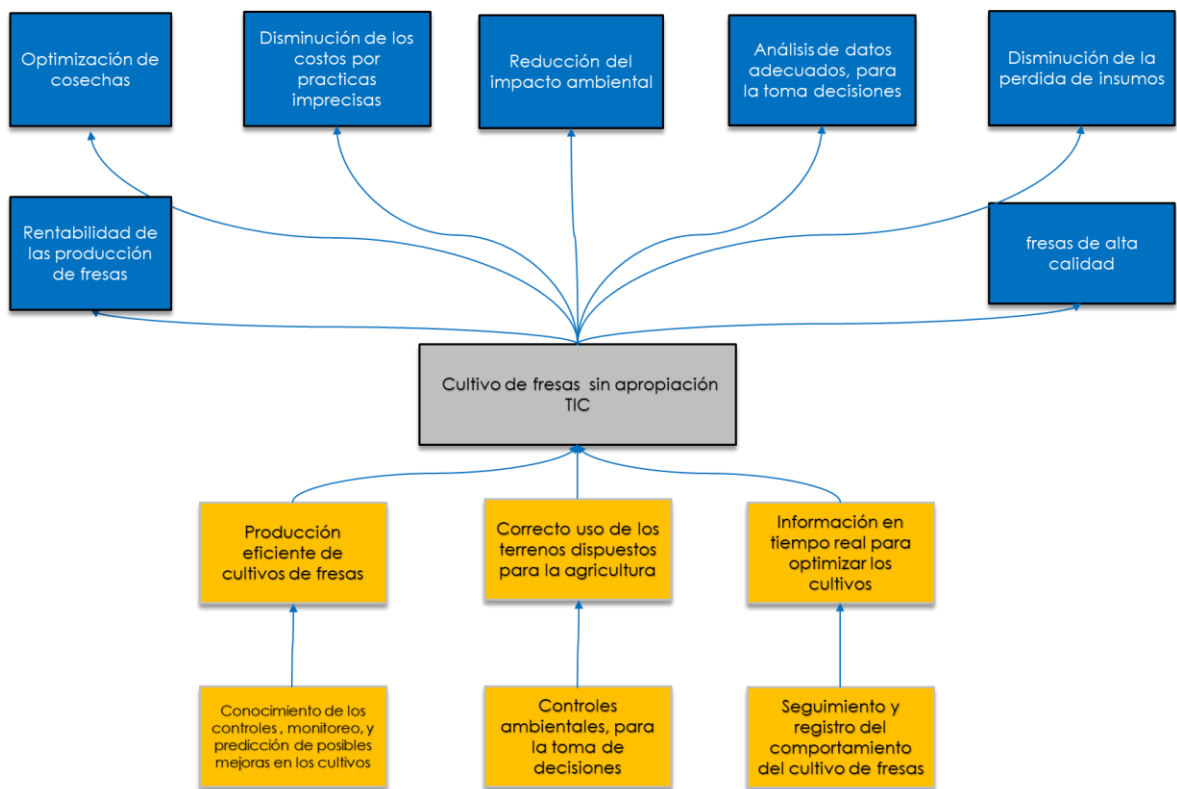 Optimización de
cosechas
Disminución de los
costos por
practicas
imprecisas
Reducción del
impacto ambiental
Análisis de datos
adecuados, para
la toma decisiones
Disminución de la
perdida de insumos
Rentabilidad de
las producción
de fresas
fresas de alta
calidad
Cultivo de fresas sin apropiación
TIC
Producción
eficiente de
cultivos de fresas
Correcto uso de los
terrenos dispuestos
para la agricultura
Información en
tiempo real para
optimizar los
cultivos
Conocimiento de los
controles, monitoreo, y
predicción de posibles
mejoras en los cultivos
Controles
ambientales, para
la toma de
decisiones
Seguimiento y
registro del
comportamiento
del cultivo de fresas